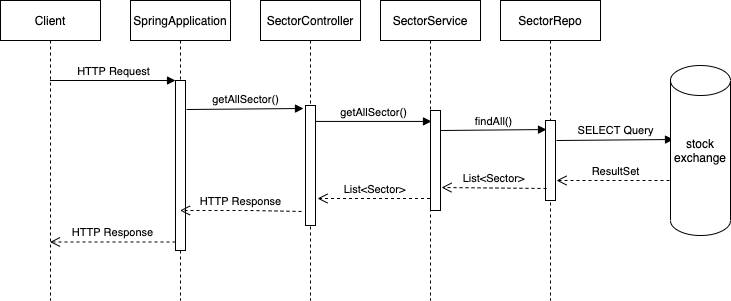 Client
SpringApplication
SectorController
SectorService
SectorRepo
HTTP Request
getAllSector()
getAllSector()
findAll()
SELECT Query
stock
exchange
ResultSet
List<Sector>
List<Sector>
HTTP Response
HTTP Response